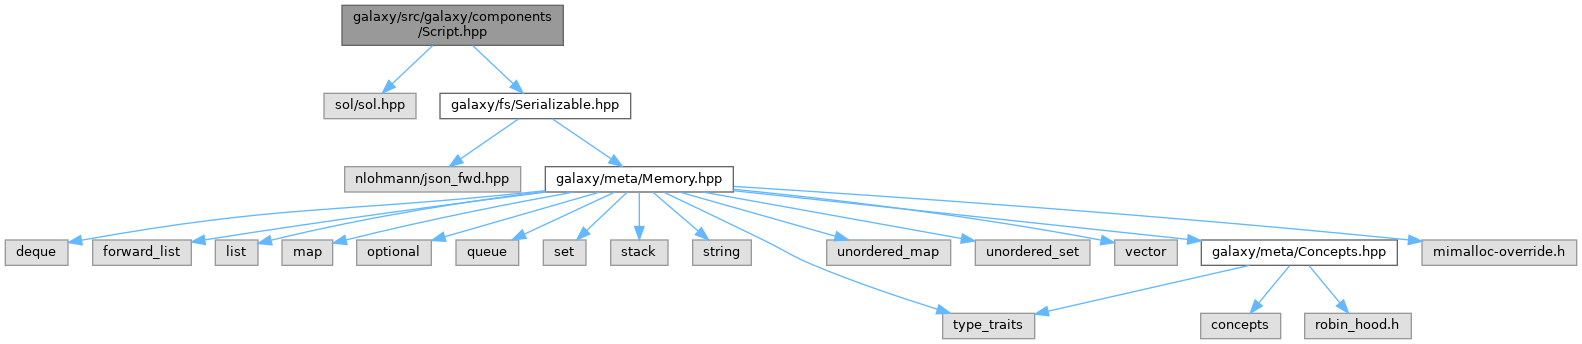 galaxy/src/galaxy/components
/Script.hpp
sol/sol.hpp
galaxy/fs/Serializable.hpp
nlohmann/json_fwd.hpp
galaxy/meta/Memory.hpp
deque
forward_list
list
map
optional
queue
set
stack
string
unordered_map
unordered_set
vector
galaxy/meta/Concepts.hpp
mimalloc-override.h
type_traits
concepts
robin_hood.h